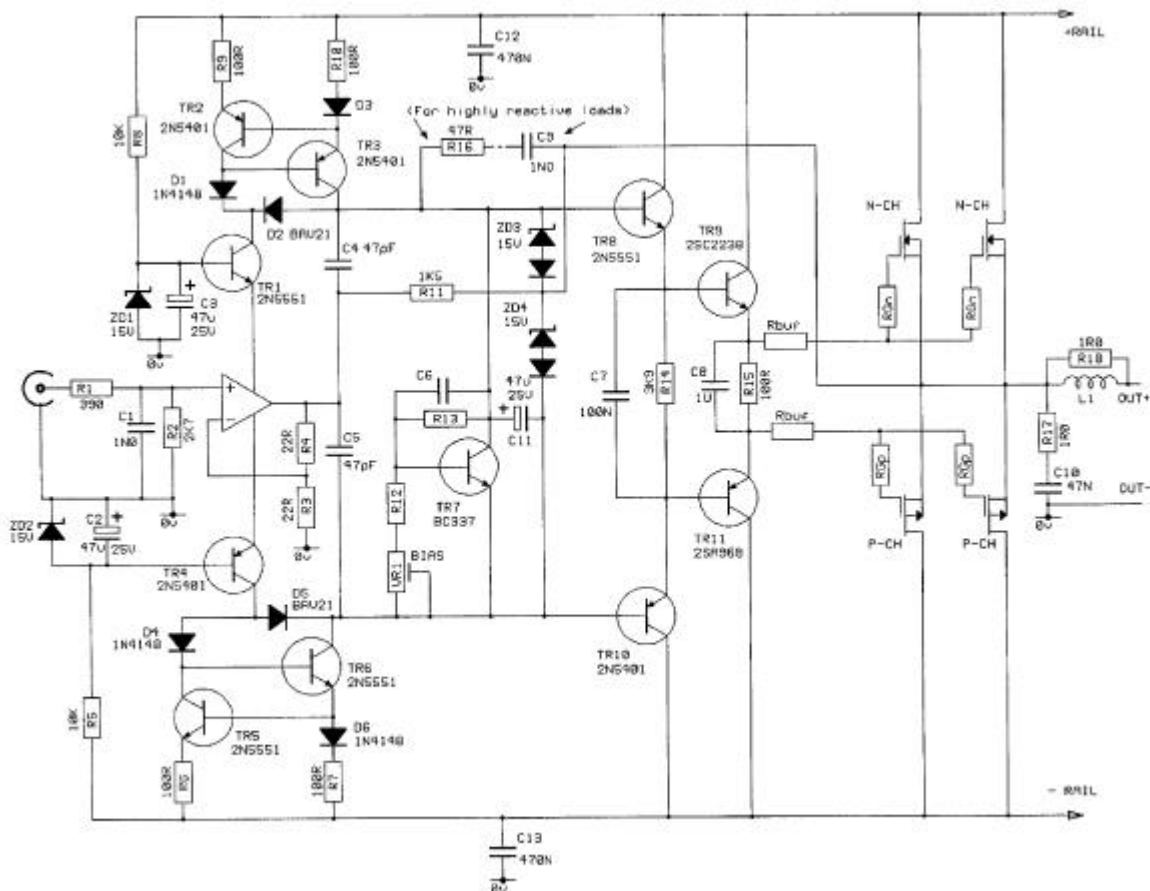 +RAIL
C12
470N
0v
R9
100R
R10
100R
D3
TR2
2N5401
(For highly reactive loads)
47R
R16
C9
1N0
10K
R8
TR3
2N5401
D1
1N4148
D2 BAV21
C4 47pF
TR8
2N5551
TR9
2SC2238
N-CH
N-CH
ZD3
15V
TR1
2N5551
1K5
R11
ZD1
15V
C3
47u
25V
0v
ZD4
15V
RGn
RGn
Rbuf
R1
390
C1
1N0
R2
2K7
0v
22R
R4
22R
R3
0v
C5
47pF
C6
R13
47u
25V
C11
C7
100N
3K9
R14
C8
1U
R15
100R
Rbuf
1R0
R18
L1
OUT+
R17
1R0
C10
47N
OUT-
0v
RGp
RGp
ZD2
15V
C2
47u
25V
R12
TR7
BC337
TR11
2SA968
P-CH
P-CH
TR4
2N5401
VR1
BIAS
D5
BAV21
D4
1N4148
TR6
2N5551
TR10
2N5401
10K
R5
TR5
2N5551
D6
1N4148
100R
R6
100R
R7
- RAIL
C13
470N
0v